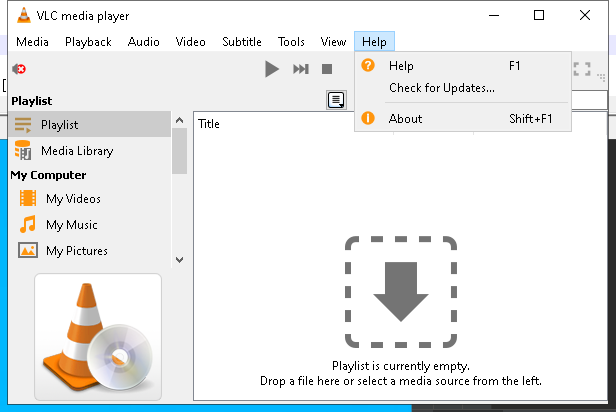 VLC media player
Media Playback Audio Video Subtitle Tools View Help
Help F1
Check for Updates...
About Shift+F1
Playlist
Playlist
Media Library
My Computer
My Videos
My Music
My Pictures
Title
Playlist is currently empty.
Drop a file here or select a media source from the left.